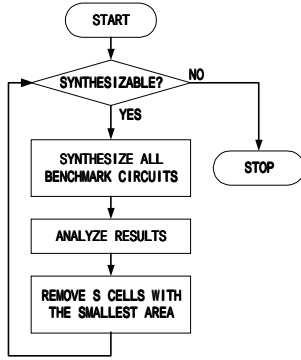 START
SYNTHESIZABLE?
NO
YES
SYNTHESIZE ALL
BENCHMARK CIRCUITS
STOP
ANALYZE RESULTS
REMOVE S CELLS WITH
THE SMALLEST AREA